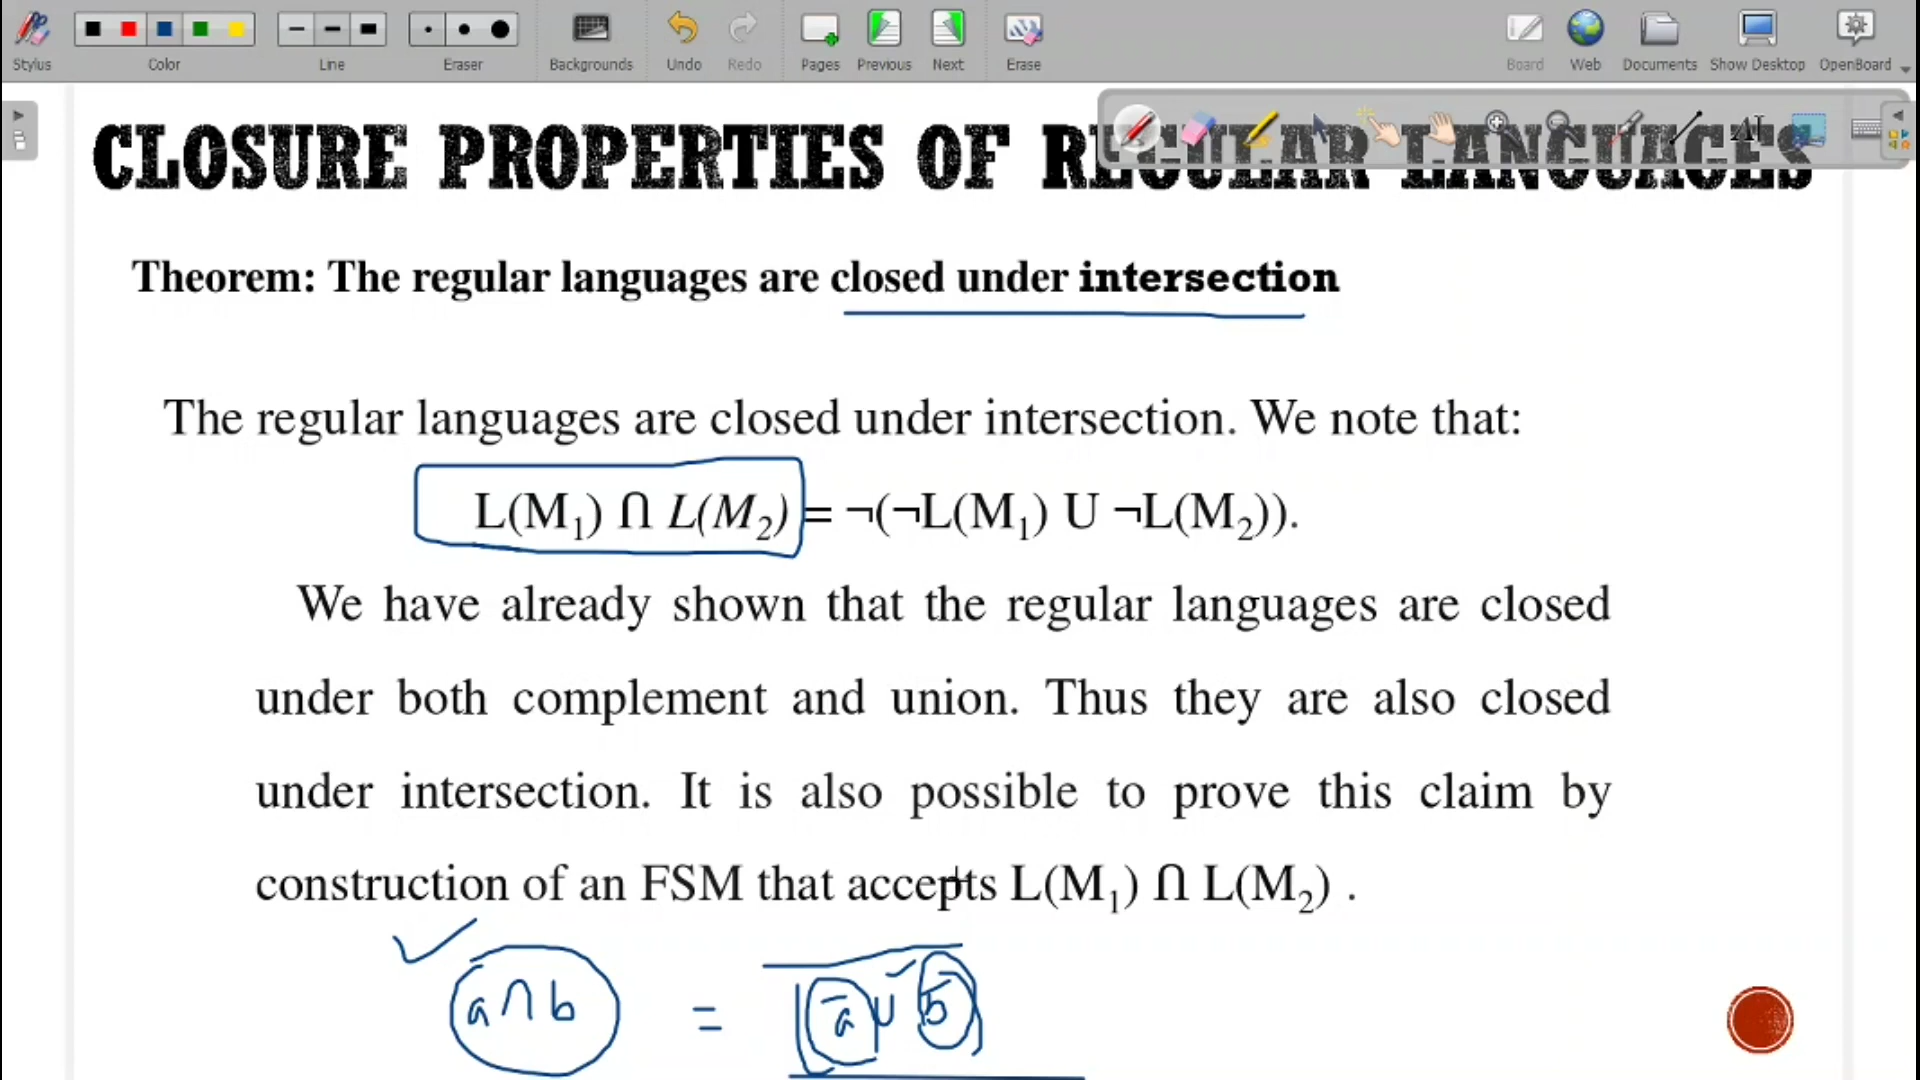 Stylus Color Line Eraser Backgrounds Undo Redo Pages Previous Next Erase Board Web Documents Show Desktop OpenBoard
CLOSURE PROPERTIES OF REGULAR LANGUAGES
Theorem: The regular languages are closed under intersection
The regular languages are closed under intersection. We note that:
L(M₁) ∩ L(M₂) = ¬(¬L(M₁) U ¬L(M₂)).
We have already shown that the regular languages are closed
under both complement and union. Thus they are also closed
under intersection. It is also possible to prove this claim by
construction of an FSM that accepts L(M₁) ∩ L(M₂) .
✓ a ∩ b = \overline{(\overline{a} ∪ \overline{b})}